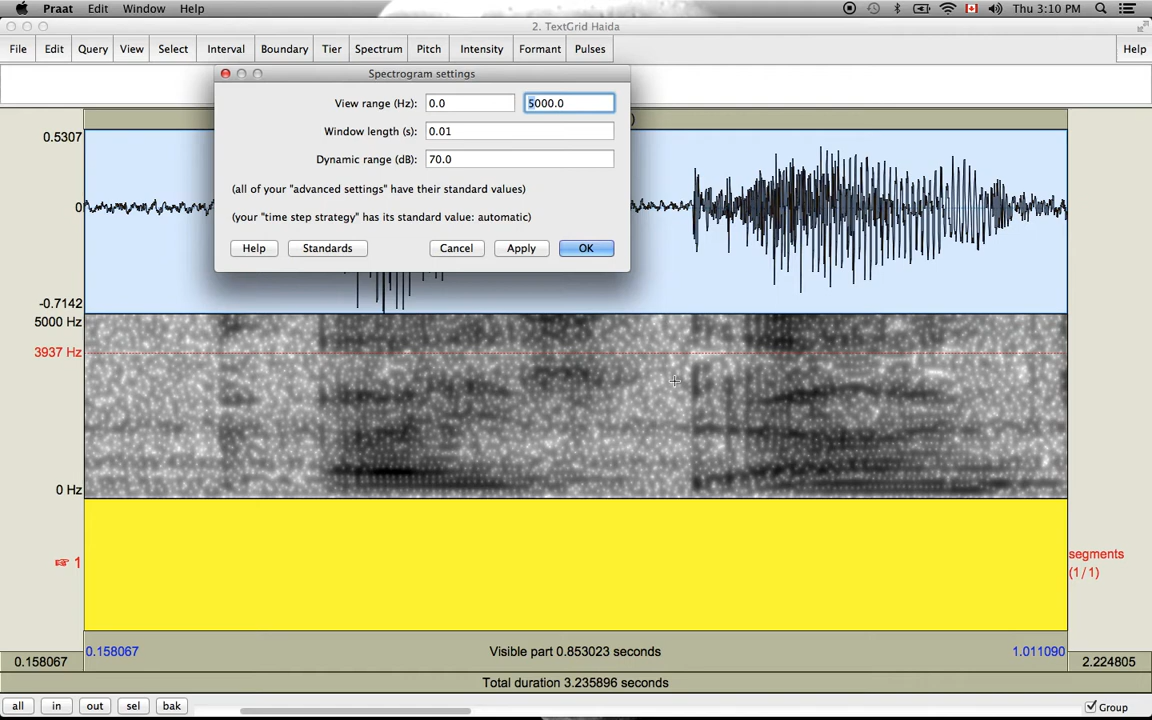 Praat Edit Window Help Thu 3:10 PM
2. TextGrid Haida
File Edit Query View Select Interval Boundary Tier Spectrum Pitch Intensity Formant Pulses Help
Spectrogram settings
View range (Hz): 0.0 5000.0
)
Window length (s): 0.01
0.5307
Dynamic range (dB): 70.0
(all of your "advanced settings" have their standard values)
0
(your "time step strategy" has its standard value: automatic)
Help Standards Cancel Apply OK
-0.7142
5000 Hz
3937 Hz
0 Hz
☞ 1
segments
(1/1)
0.158067 Visible part 0.853023 seconds 1.011090
0.158067 2.224805
Total duration 3.235896 seconds
all in out sel bak Group